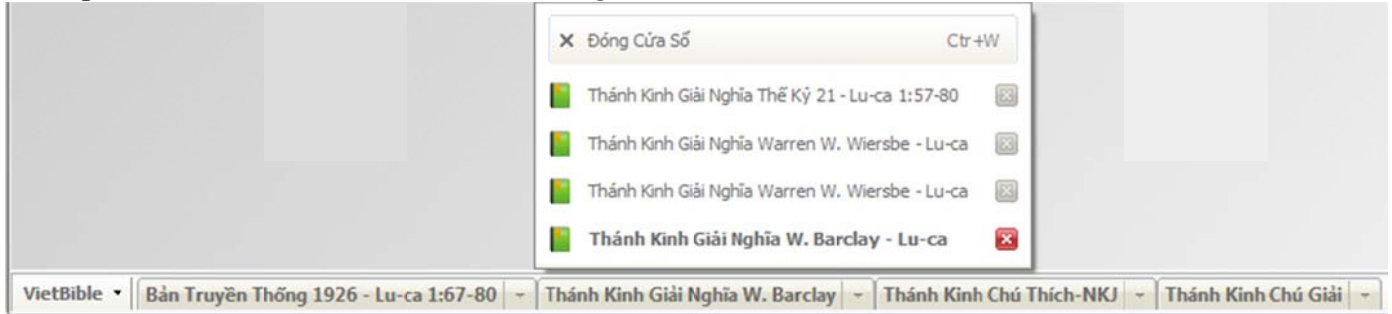 Đóng Cửa Sổ Ctr+W
Thánh Kinh Giải Nghĩa Thế Kỷ 21 - Lu-ca 1:57-80
Thánh Kinh Giải Nghĩa Warren W. Wiersbe - Lu-ca
Thánh Kinh Giải Nghĩa Warren W. Wiersbe - Lu-ca
Thánh Kinh Giải Nghĩa W. Barclay - Lu-ca
VietBible Bản Truyền Thống 1926 - Lu-ca 1:67-80 Thánh Kinh Giải Nghĩa W. Barclay Thánh Kinh Chú Thích-NKJ Thánh Kinh Chú Giải